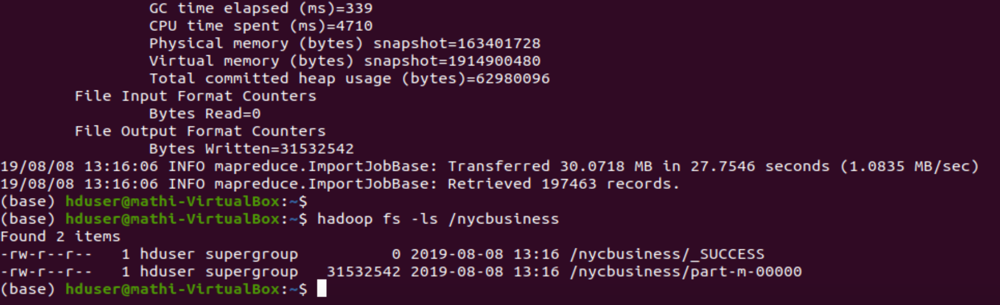 GC time elapsed (ms)=339
CPU time spent (ms)=4710
Physical memory (bytes) snapshot=163401728
Virtual memory (bytes) snapshot=1914900480
Total committed heap usage (bytes)=62980096
File Input Format Counters
Bytes Read=0
File Output Format Counters
Bytes Written=31532542
19/08/08 13:16:06 INFO mapreduce.ImportJobBase: Transferred 30.0718 MB in 27.7546 seconds (1.0835 MB/sec)
19/08/08 13:16:06 INFO mapreduce.ImportJobBase: Retrieved 197463 records.
(base) hduser@mathi-VirtualBox:~$
(base) hduser@mathi-VirtualBox:~$ hadoop fs -ls /nycbusiness
Found 2 items
-rw-r--r--   1 hduser supergroup          0 2019-08-08 13:16 /nycbusiness/_SUCCESS
-rw-r--r--   1 hduser supergroup   31532542 2019-08-08 13:16 /nycbusiness/part-m-00000
(base) hduser@mathi-VirtualBox:~$